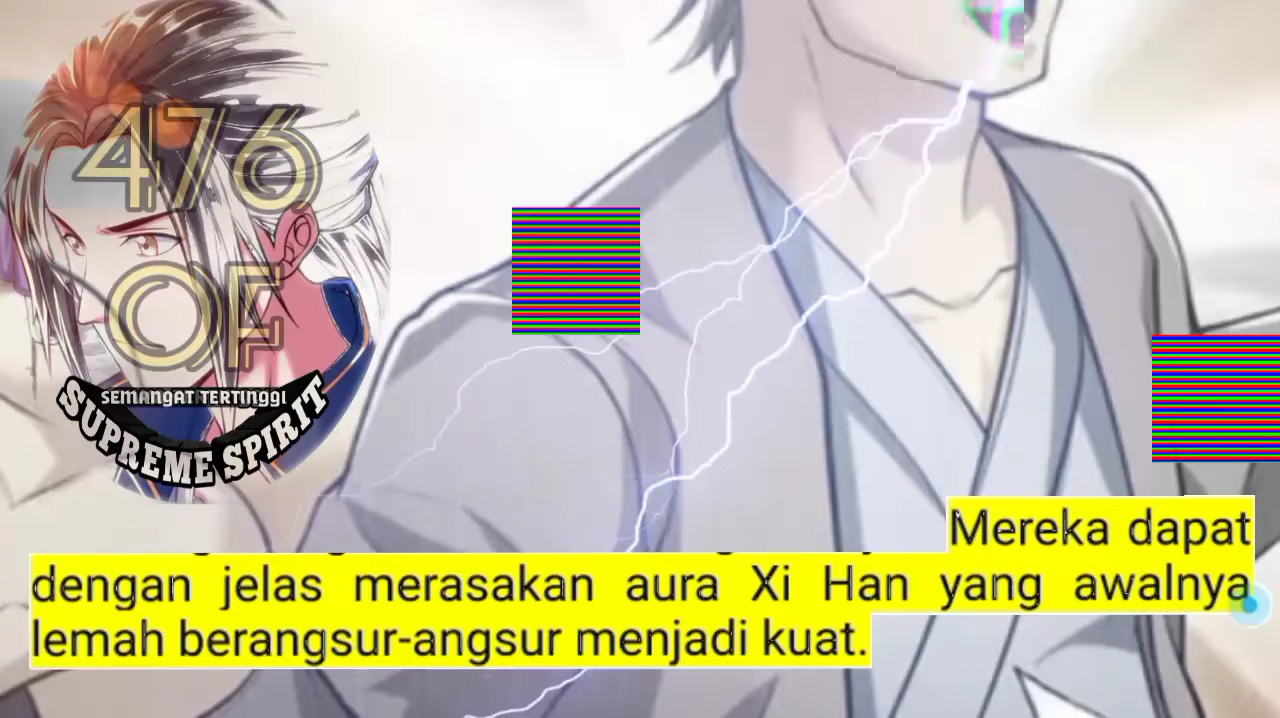 476
OF
SEMANGAT TERTINGGI
SUPREME SPIRIT
Mereka dapat
dengan jelas merasakan aura Xi Han yang awalnya
lemah berangsur-angsur menjadi kuat.